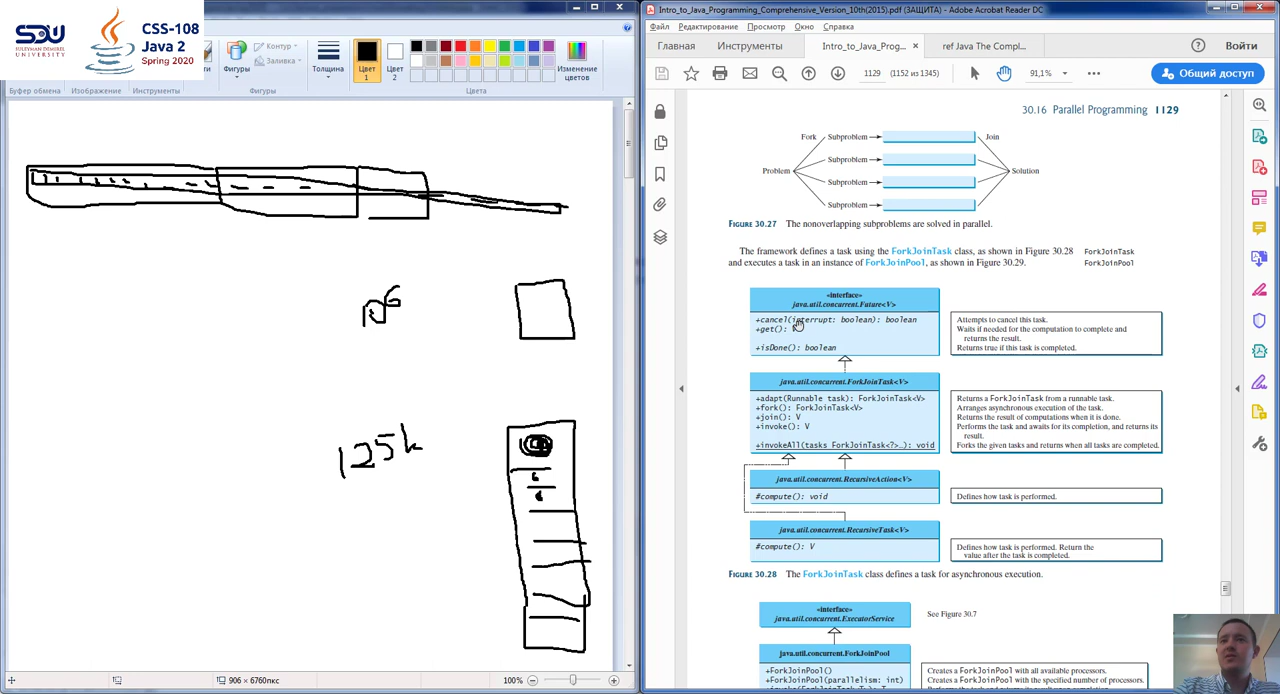 SDU
SULEYMAN DEMIREL
UNIVERSITY
Java
CSS-108
Java 2
Spring 2020
Фигуры
Контур
Заливка
Толщина
Цвет
1
Цвет
2
Изменение
цветов
Буфер обмена
Изображение
Инструменты
Фигуры
Цвета
10 6
125k
906 × 6760пкс
100%
Intro_to_Java_Programming_Comprehensive_Version_10th(2015).pdf (ЗАЩИТА) - Adobe Acrobat Reader DC
Файл Редактирование Просмотр Окно Справка
Главная Инструменты Intro_to_Java_Prog... × ref Java The Compl... Войти
1129 (1152 из 1345) 91,1% Общий доступ
30.16 Parallel Programming 1129
Fork
Join
Problem
Subproblem
Subproblem
Subproblem
Subproblem
Solution
FIGURE 30.27 The nonoverlapping subproblems are solved in parallel.
The framework defines a task using the ForkJoinTask class, as shown in Figure 30.28
and executes a task in an instance of ForkJoinPool, as shown in Figure 30.29.
ForkJoinTask
ForkJoinPool
«interface»
java.util.concurrent.Future<V>
+cancel(interrupt: boolean): boolean
+get():
+isDone(): boolean
Attempts to cancel this task.
Waits if needed for the computation to complete and
returns the result.
Returns true if this task is completed.
java.util.concurrent.ForkJoinTask<V>
+adapt(Runnable task): ForkJoinTask<V>
+fork(): ForkJoinTask<V>
+join(): V
+invoke(): V
+invokeAll(tasks ForkJoinTask<?>…): void
Returns a ForkJoinTask from a runnable task.
Arranges asynchronous execution of the task.
Returns the result of computations when it is done.
Performs the task and awaits for its completion, and returns its
result.
Forks the given tasks and returns when all tasks are completed.
java.util.concurrent.RecursiveAction<V>
#compute(): void
Defines how task is performed.
java.util.concurrent.RecursiveTask<V>
#compute(): V
Defines how task is performed. Return the
value after the task is completed.
FIGURE 30.28 The ForkJoinTask class defines a task for asynchronous execution.
«interface»
java.util.concurrent.ExecutorService
See Figure 30.7
java.util.concurrent.ForkJoinPool
+ForkJoinPool()
+ForkJoinPool(parallelism: int)
Creates a ForkJoinPool with all available processors.
Creates a ForkJoinPool with the specified number of processors.